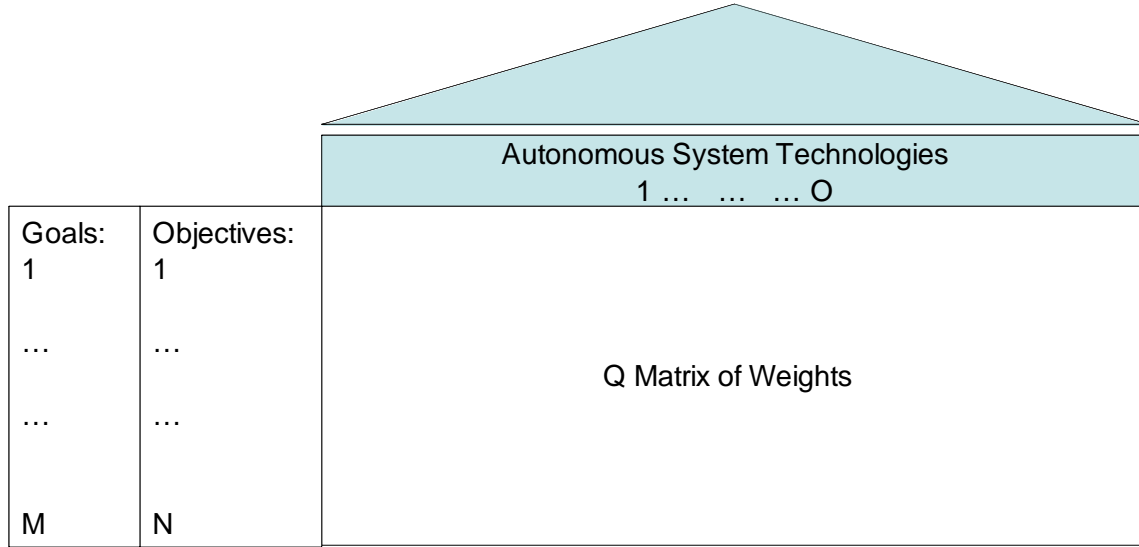 Autonomous System Technologies
1 … … … O
Goals:
1
…
…
M
Objectives:
1
…
…
N
Q Matrix of Weights